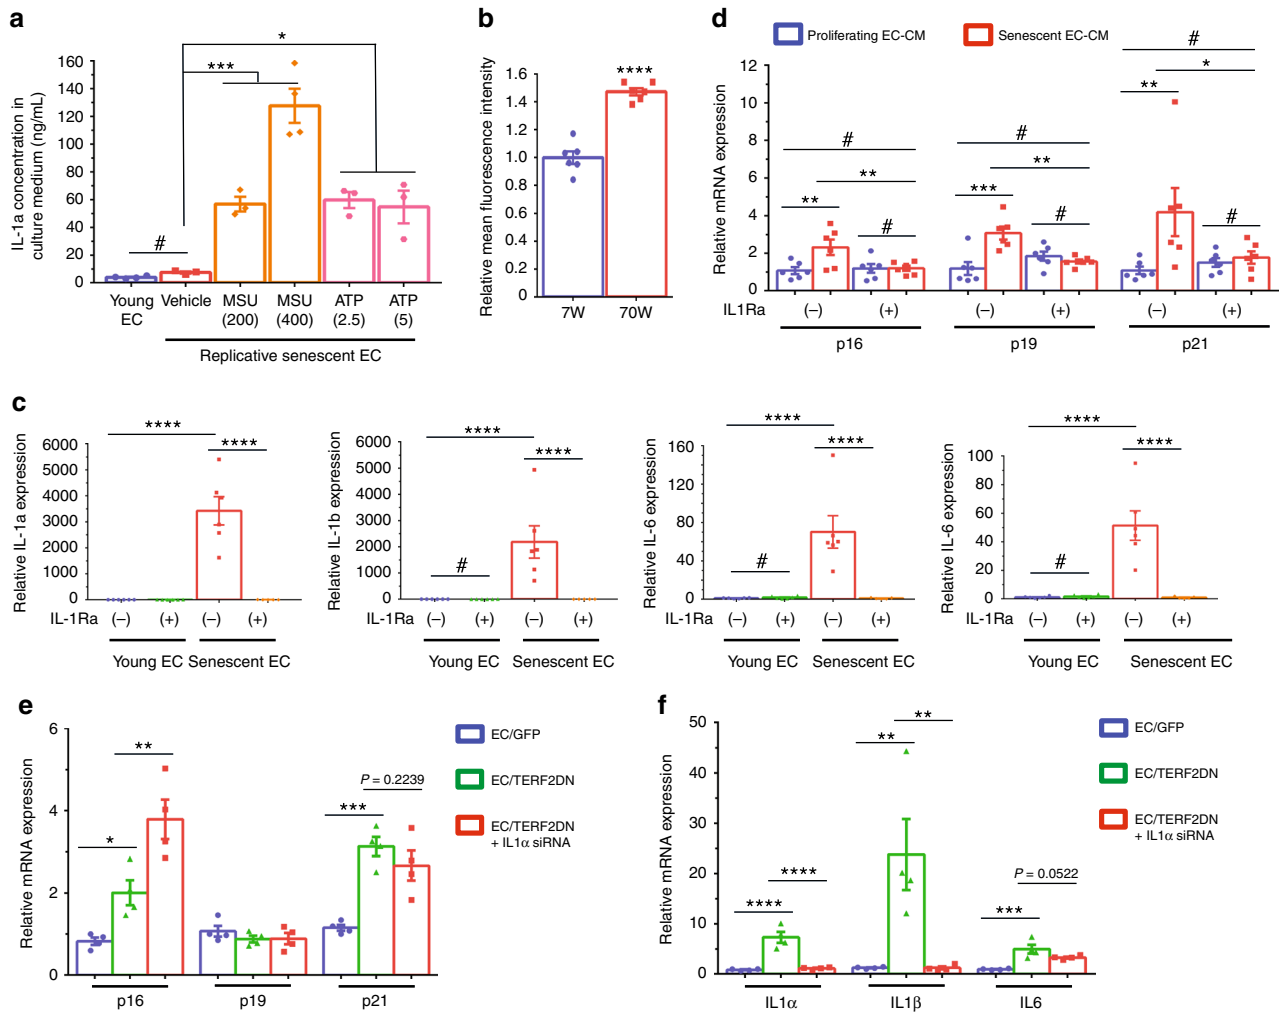 a
IL-1a concentration in
culture medium (ng/mL)
160
140
120
100
80
60
40
20
0
*
***
#
Young
EC
Vehicle
MSU
(200)
MSU
(400)
ATP
(2.5)
ATP
(5)
Replicative senescent EC
b
Relative mean fluorescence intensity
1.6
1.4
1.2
1.0
0.8
0.6
0.4
0.2
0
****
7W
70W
d
Proliferating EC-CM
Senescent EC-CM
Relative mRNA expression
12
10
8
6
4
2
0
#
**
**
#
#
**
***
#
#
*
**
#
IL1Ra
(–)
(+)
(–)
(+)
(–)
(+)
p16
p19
p21
c
Relative IL-1a expression
6000
5000
4000
3000
2000
1000
0
****
****
IL-1Ra
(–)
(+)
(–)
(+)
Young EC
Senescent EC
Relative IL-1b expression
6000
5000
4000
3000
2000
1000
0
****
****
#
IL-1Ra
(–)
(+)
(–)
(+)
Young EC
Senescent EC
Relative IL-6 expression
160
120
80
40
0
****
****
#
IL-1Ra
(–)
(+)
(–)
(+)
Young EC
Senescent EC
Relative IL-6 expression
100
80
60
40
20
0
****
****
#
IL-1Ra
(–)
(+)
(–)
(+)
Young EC
Senescent EC
e
Relative mRNA expression
6
4
2
0
*
**
***
P = 0.2239
p16
p19
p21
EC/GFP
EC/TERF2DN
EC/TERF2DN
+ IL1α siRNA
f
Relative mRNA expression
50
40
30
20
10
0
****
****
**
**
***
P = 0.0522
IL1α
IL1β
IL6
EC/GFP
EC/TERF2DN
EC/TERF2DN
+ IL1α siRNA